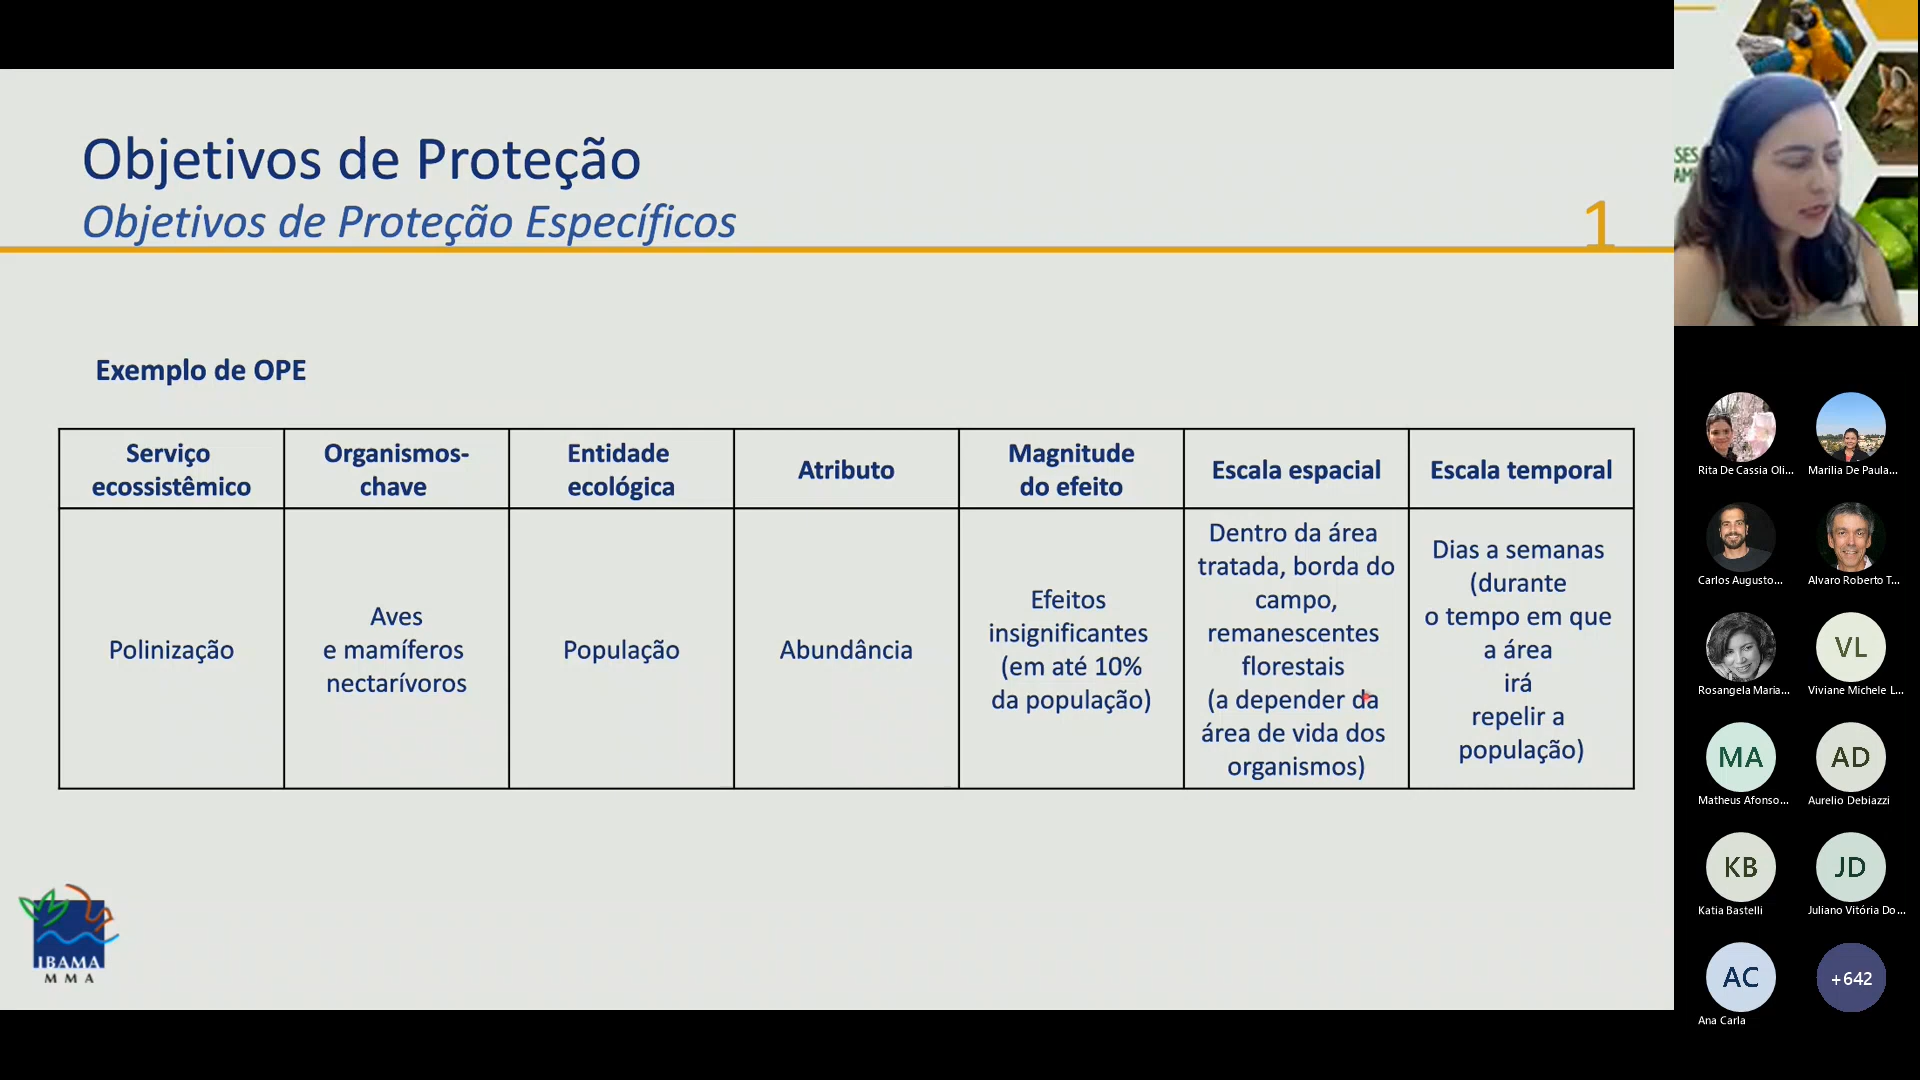 Objetivos de Proteção
Objetivos de Proteção Específicos
1
Exemplo de OPE
Serviço
ecossistêmico
Organismos-
chave
Entidade
ecológica
Atributo
Magnitude
do efeito
Escala espacial
Escala temporal
Polinização
Aves
e mamíferos
nectarívoros
População
Abundância
Efeitos
insignificantes
(em até 10%
da população)
Dentro da área
tratada, borda do
campo,
remanescentes
florestais
(a depender da
área de vida dos
organismos)
Dias a semanas
(durante
o tempo em que
a área
irá
repelir a
população)
IBAMA
M M A
Rita De Cassia Oli...
Marilia De Paula...
Carlos Augusto...
Alvaro Roberto T...
Rosangela Maria...
VL
Viviane Michele L...
MA
Matheus Afonso...
AD
Aurelio Debiazzi
KB
Katia Bastelli
JD
Juliano Vitória Do...
AC
Ana Carla
+642